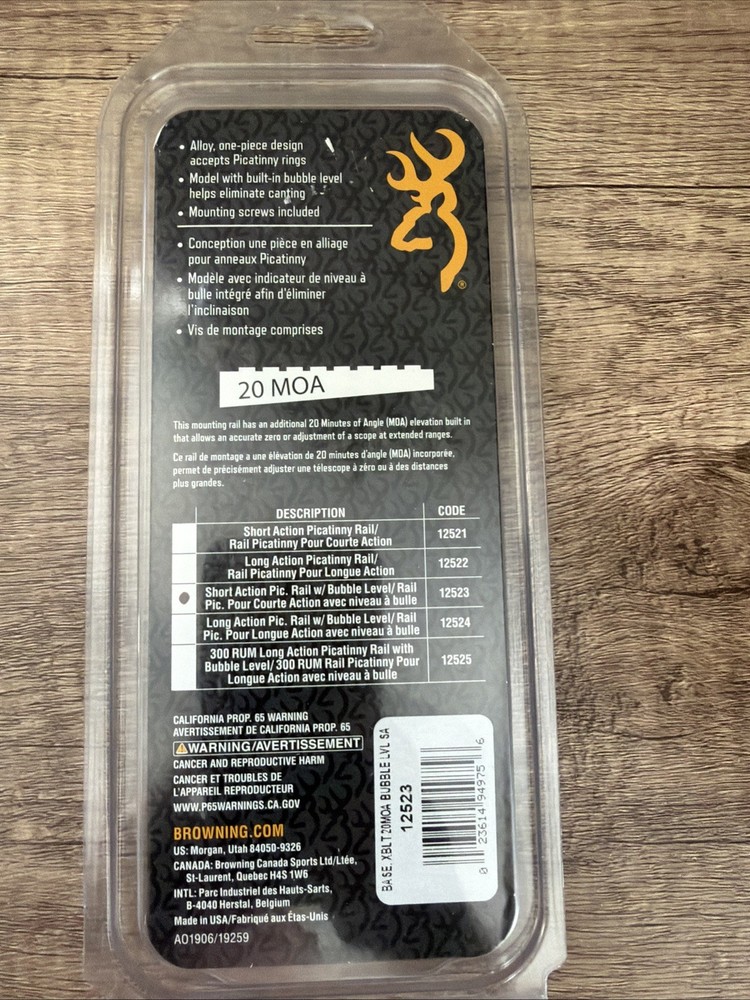 • Alloy, one-piece design
accepts Picatinny rings
• Model with built-in bubble level
helps eliminate canting
• Mounting screws included
• Conception une pièce en alliage
pour anneaux Picatinny
• Modèle avec indicateur de niveau à
bulle intégré afin d'éliminer
l'inclinaison
• Vis de montage comprises
®
20 MOA
This mounting rail has an additional 20 Minutes of Angle (MOA) elevation built in
that allows an accurate zero or adjustment of a scope at extended ranges.
Ce rail de montage a une élévation de 20 minutes d'angle (MOA) incorporée,
permet de précisément adjuster une télescope à zéro ou à des distances
plus grandes.
DESCRIPTION CODE
Short Action Picatinny Rail/
Rail Picatinny Pour Courte Action 12521
Long Action Picatinny Rail/
Rail Picatinny Pour Longue Action 12522
Short Action Pic. Rail w/ Bubble Level/ Rail
Pic. Pour Courte Action avec niveau à bulle 12523
Long Action Pic. Rail w/ Bubble Level/ Rail
Pic. Pour Longue Action avec niveau à bulle 12524
300 RUM Long Action Picatinny Rail with
Bubble Level/ 300 RUM Rail Picatinny Pour 12525
Longue Action avec niveau à bulle
CALIFORNIA PROP. 65 WARNING
AVERTISSEMENT DE CALIFORNIA PROP. 65
WARNING/AVERTISSEMENT
CANCER AND REPRODUCTIVE HARM
CANCER ET TROUBLES DE
L'APPAREIL REPRODUCTEUR
WWW.P65WARNINGS.CA.GOV
BROWNING.COM
US: Morgan, Utah 84050-9326
CANADA: Browning Canada Sports Ltd/Ltée,
St-Laurent, Quebec H4S 1W6
INTL: Parc Industriel des Hauts-Sarts,
B-4040 Herstal, Belgium
Made in USA/Fabriqué aux États-Unis
AO1906/19259
BASE, XBLT 20MOA BUBBLE LVL SA
12523
0 23614 94975 6